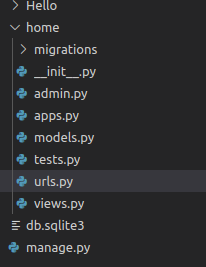 Hello
home
migrations
__init__.py
admin.py
apps.py
models.py
tests.py
urls.py
views.py
db.sqlite3
manage.py